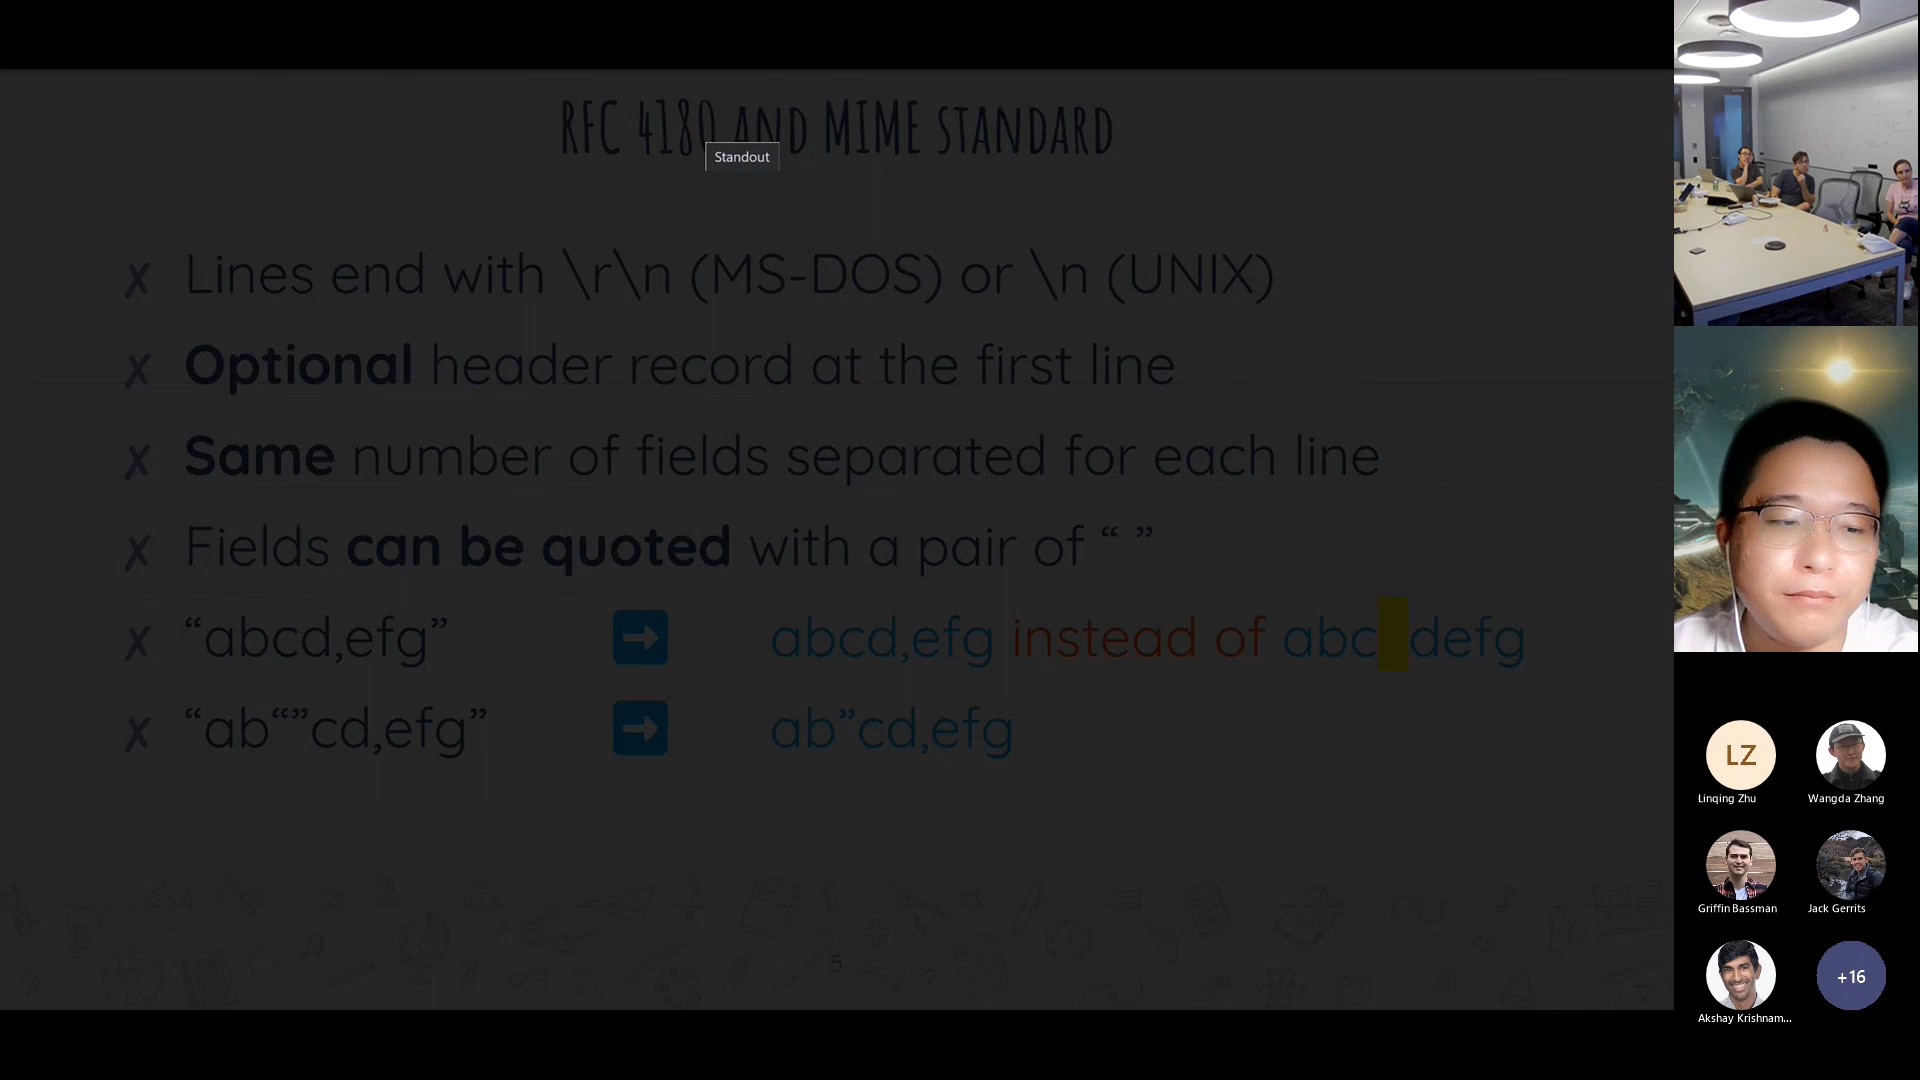 RFC 4180 and MIME standard
Standout
✗ Lines end with \r\n (MS-DOS) or \n (UNIX)
✗ Optional header record at the first line
✗ Same number of fields separated for each line
✗ Fields can be quoted with a pair of “ ”
✗ “abcd,efg” ➡ abcd,efg instead of abc defg
✗ “ab“”cd,efg” ➡ ab”cd,efg
5
LZ
Linqing Zhu
Wangda Zhang
Griffin Bassman
Jack Gerrits
Akshay Krishnam...
+16